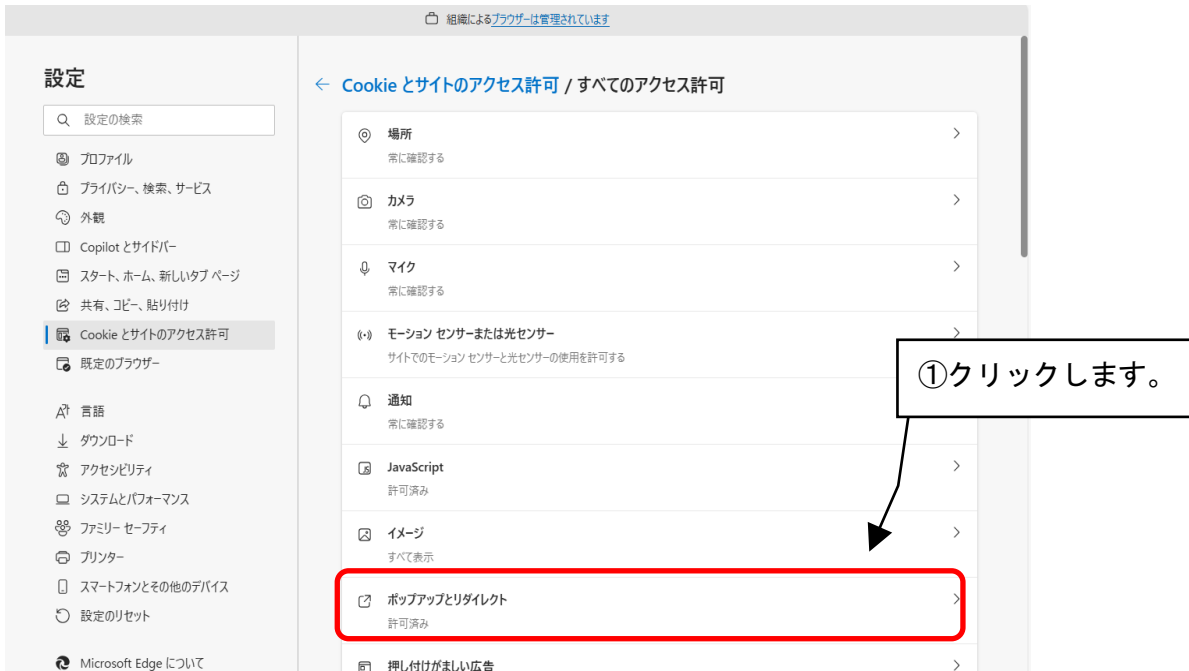 組織によるブラウザーは管理されています
設定
設定の検索
プロファイル
プライバシー、検索、サービス
外観
Copilot とサイドバー
スタート、ホーム、新しいタブ ページ
共有、コピー、貼り付け
Cookie とサイトのアクセス許可
既定のブラウザー
言語
ダウンロード
アクセシビリティ
システムとパフォーマンス
ファミリー セーフティ
プリンター
スマートフォンとその他のデバイス
設定のリセット
Microsoft Edge について
Cookie とサイトのアクセス許可 / すべてのアクセス許可
場所
常に確認する
カメラ
常に確認する
マイク
常に確認する
モーション センサーまたは光センサー
サイトでのモーション センサーと光センサーの使用を許可する
通知
常に確認する
JavaScript
許可済み
イメージ
すべて表示
ポップアップとリダイレクト
許可済み
押し付けがましい広告
①クリックします。